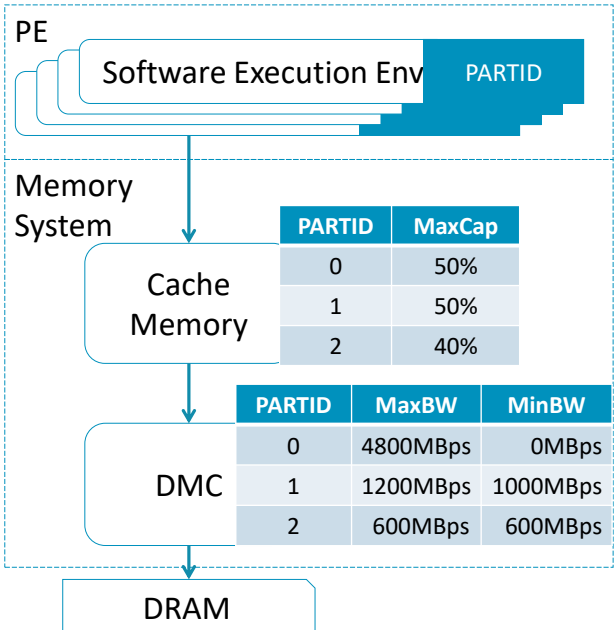 PE
Software Execution Env
PARTID
Memory
System
PARTID MaxCap
0 50%
1 50%
2 40%
Cache
Memory
PARTID MaxBW MinBW
0 4800MBps 0MBps
1 1200MBps 1000MBps
2 600MBps 600MBps
DMC
DRAM